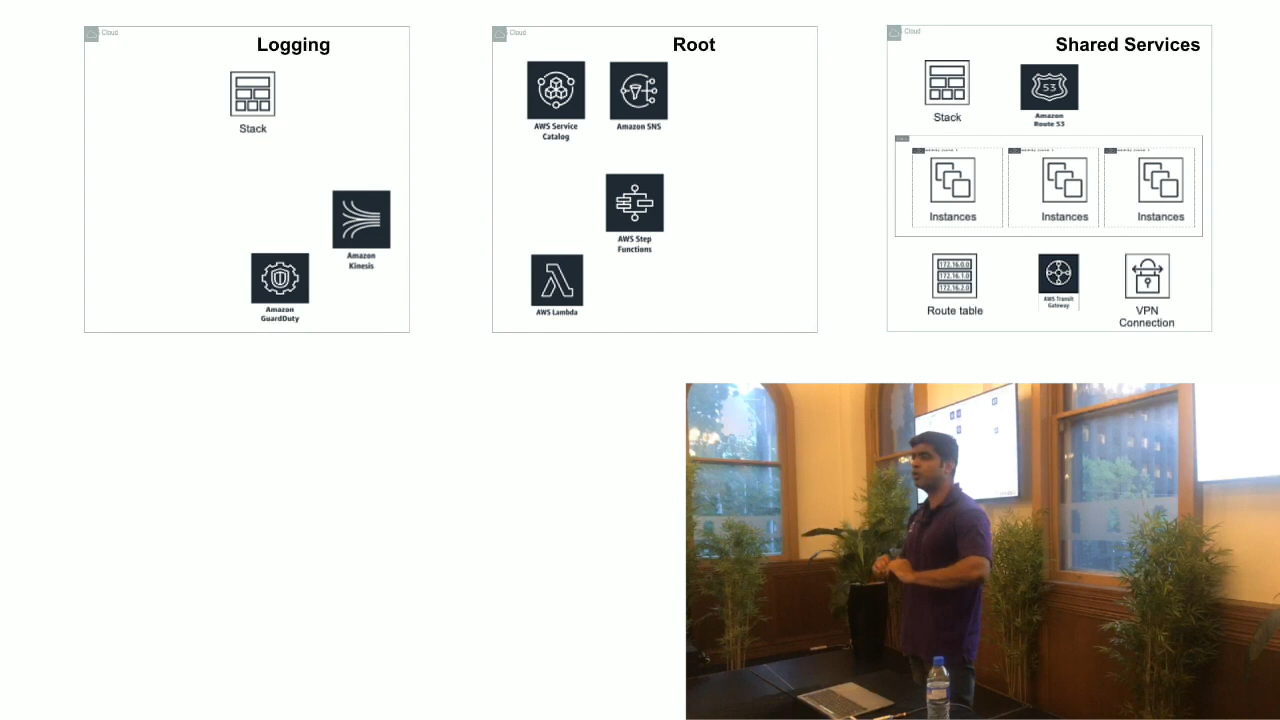 Cloud
Logging
Stack
Amazon
Kinesis
Amazon
GuardDuty
Cloud
Root
AWS Service
Catalog
Amazon SNS
AWS Step
Functions
AWS Lambda
Cloud
Shared Services
Stack
53
Amazon
Route 53
Instances
Instances
Instances
172.16.0.0
172.16.1.0
172.16.2.0
Route table
AWS Transit
Gateway
VPN
Connection